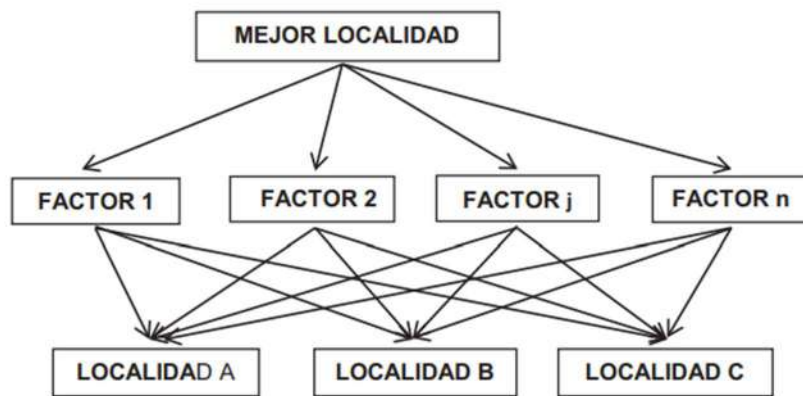 MEJOR LOCALIDAD
FACTOR 1
FACTOR 2
FACTOR j
FACTOR n
LOCALIDAD A
LOCALIDAD B
LOCALIDAD C